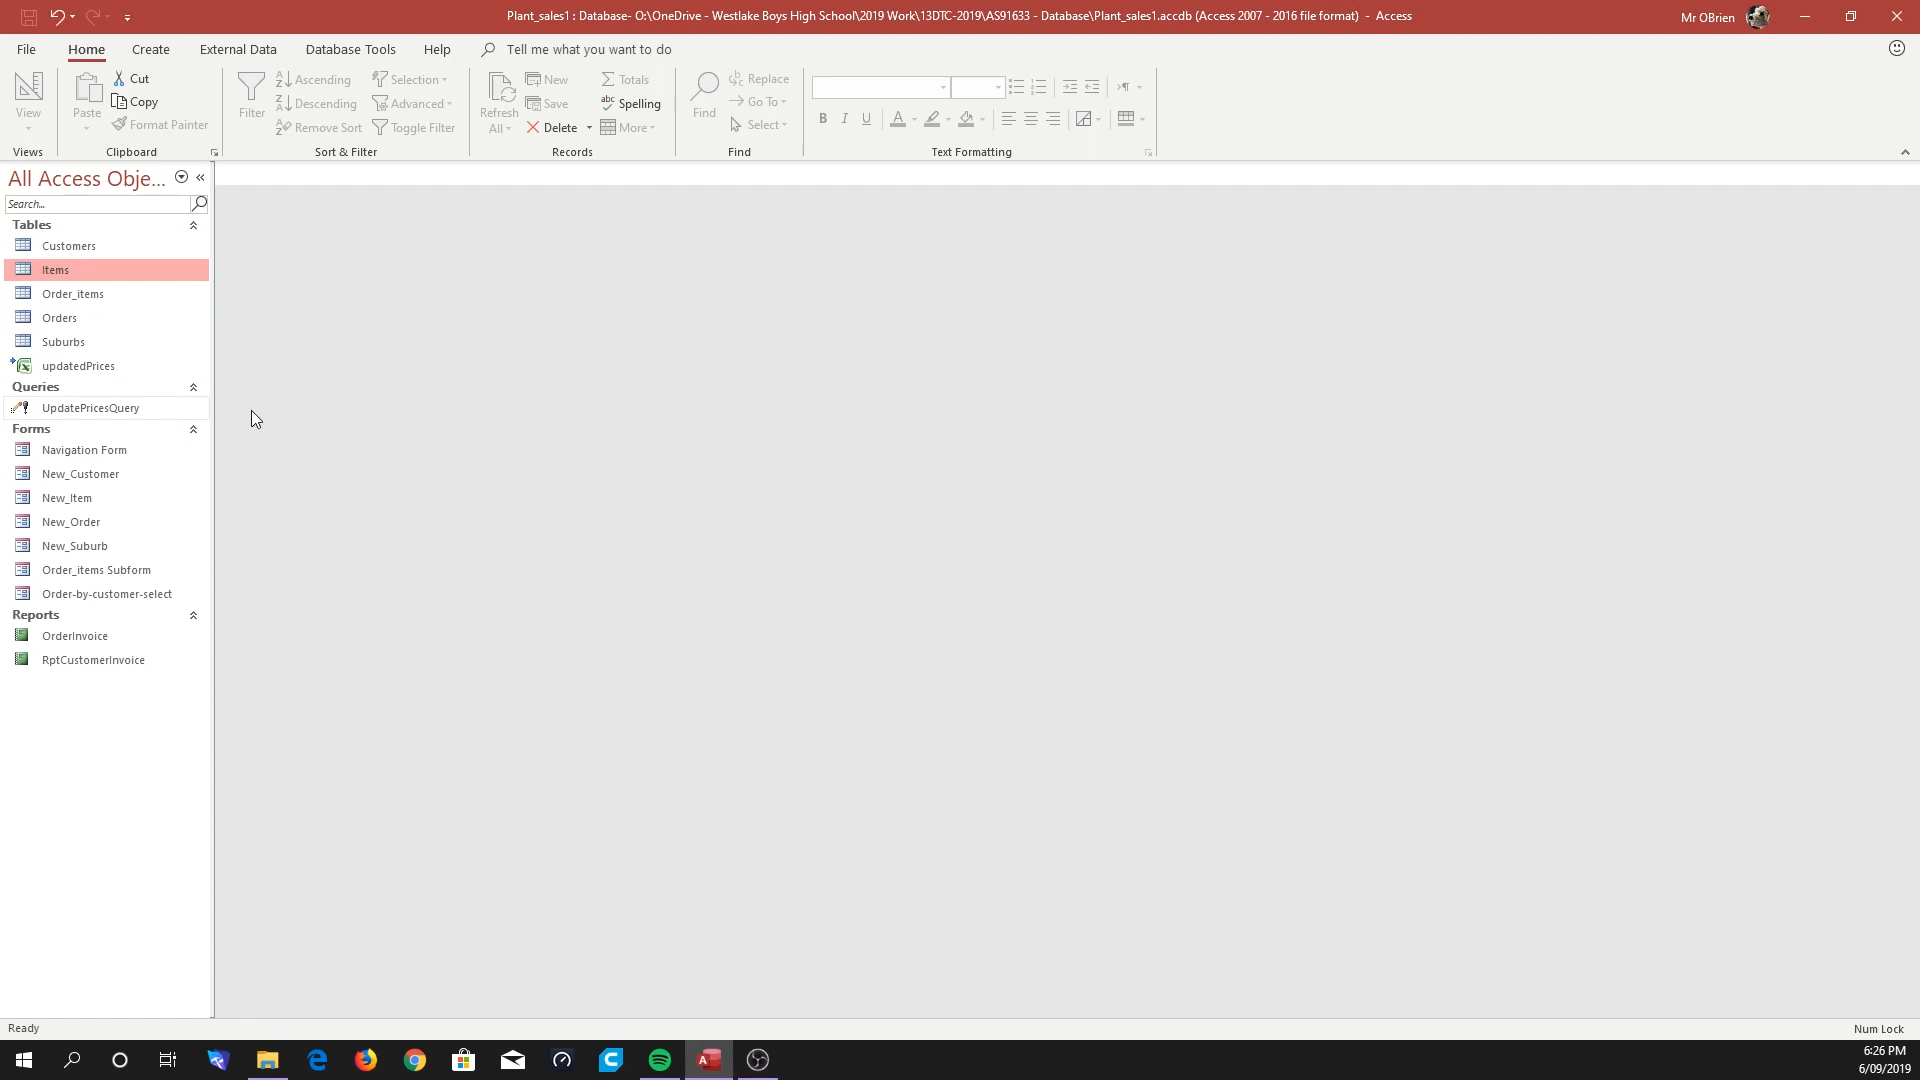 Plant_sales1 : Database- O:\OneDrive - Westlake Boys High School\2019 Work\13DTC-2019\AS91633 - Database\Plant_sales1.accdb (Access 2007 - 2016 file format) - Access
Mr OBrien
File Home Create External Data Database Tools Help Tell me what you want to do
View
Views
Paste
Cut
Copy
Format Painter
Clipboard
Filter
Ascending
Descending
Remove Sort
Selection
Advanced
Toggle Filter
Sort & Filter
Refresh
All
New
Save
Delete
Totals
Spelling
More
Records
Find
Replace
Go To
Select
Find
B I U A
Text Formatting
All Access Obje...
Search...
Tables
Customers
Items
Order_items
Orders
Suburbs
updatedPrices
Queries
UpdatePricesQuery
Forms
Navigation Form
New_Customer
New_Item
New_Order
New_Suburb
Order_items Subform
Order-by-customer-select
Reports
OrderInvoice
RptCustomerInvoice
Ready
Num Lock
6:26 PM
6/09/2019